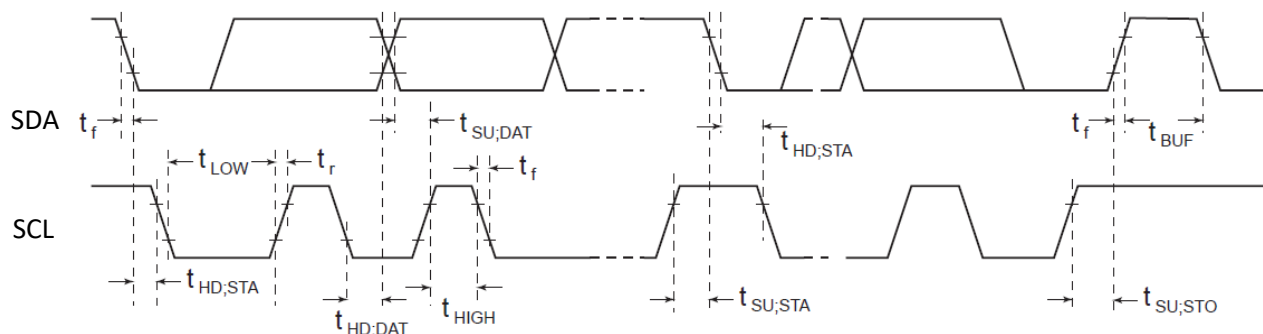 SDA
t_f
t_SU;DAT
t_HD;STA
t_f
t_BUF
t_LOW
t_r
t_f
SCL
t_HD;STA
t_HD;DAT
t_HIGH
t_SU;STA
t_SU;STO